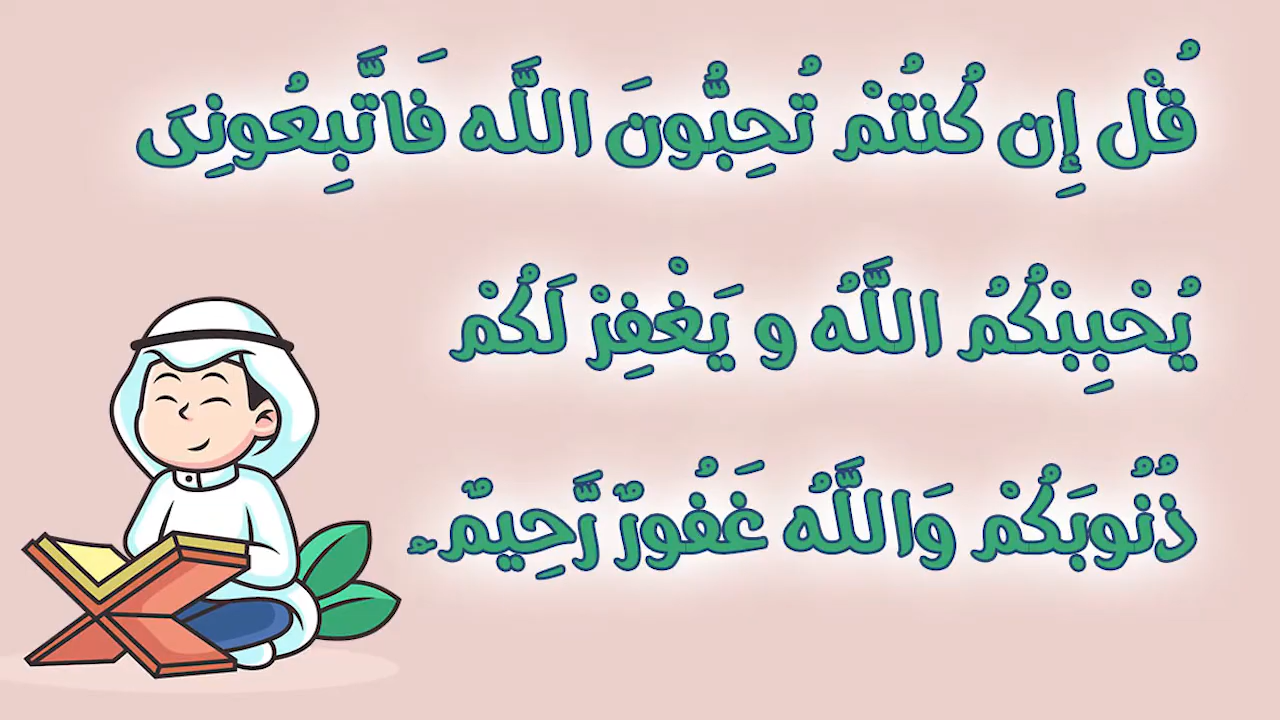 قُلْ إِن كُنتُمْ تُحِبُّونَ اللَّه فَاتَّبِعُونِى
يُحْبِبْكُمُ اللَّهُ و يَغْفِرْ لَكُمْ
ذُنُوبَكُمْ وَاللَّهُ غَفُورٌ رَّحِيمٌ